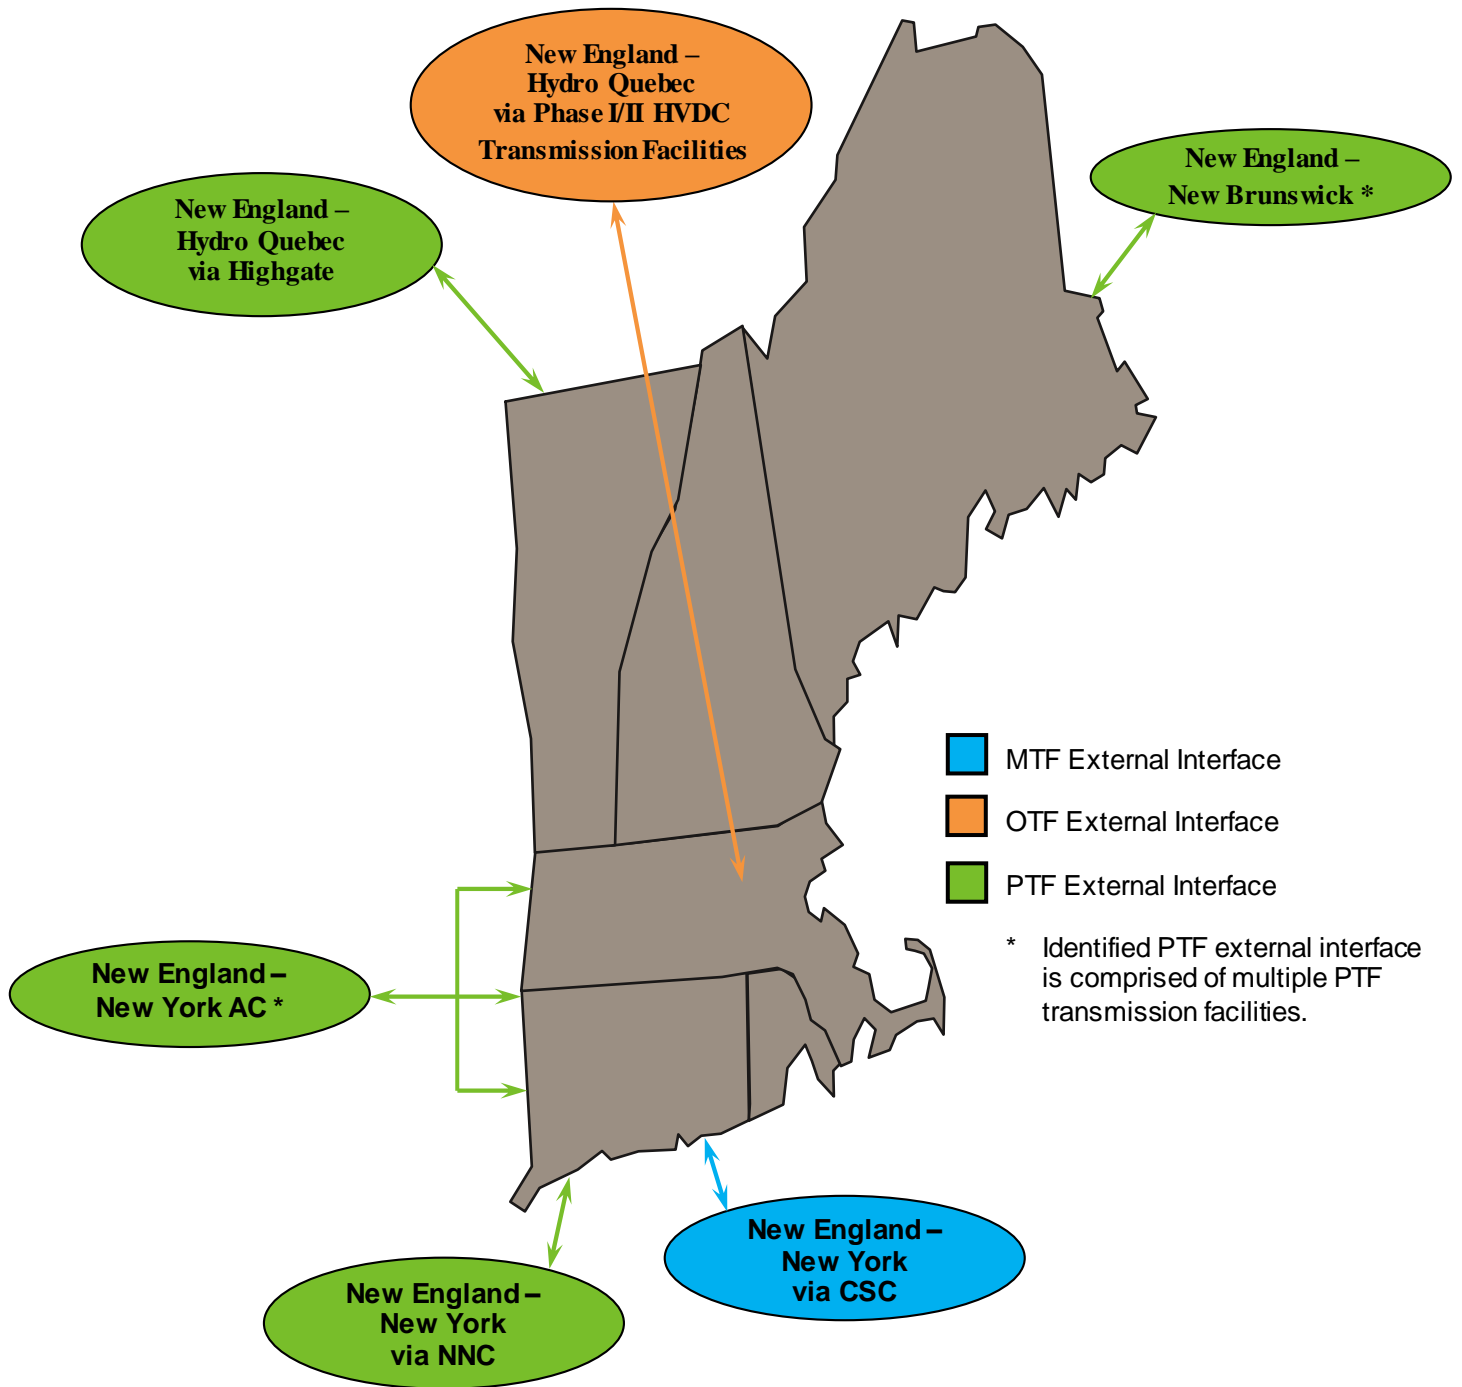 New England –
Hydro Quebec
via Phase I/II HVDC
Transmission Facilities
New England –
New Brunswick *
New England –
Hydro Quebec
via Highgate
MTF External Interface
OTF External Interface
PTF External Interface
* Identified PTF external interface
is comprised of multiple PTF
transmission facilities.
New England –
New York AC *
New England –
New York
via CSC
New England –
New York
via NNC